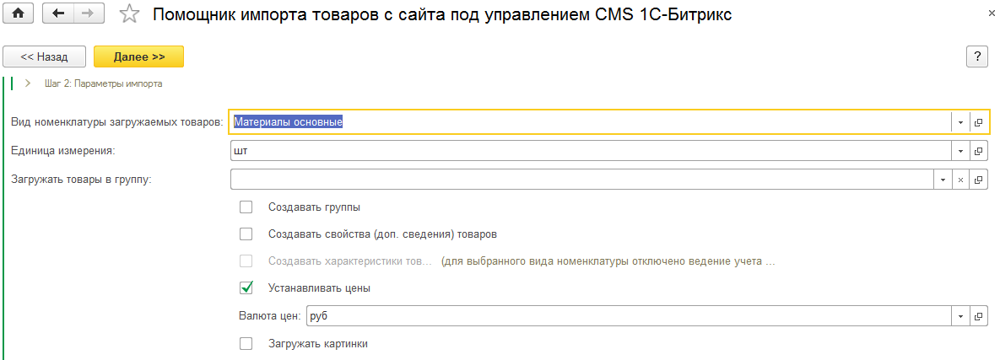 Помощник импорта товаров с сайта под управлением CMS 1С-Битрикс ×
<< Назад Далее >> ?
Шаг 2: Параметры импорта
Вид номенклатуры загружаемых товаров: Материалы основные
Единица измерения: шт
Загружать товары в группу:
Создавать группы
Создавать свойства (доп. сведения) товаров
Создавать характеристики тов... (для выбранного вида номенклатуры отключено ведение учета ...
Устанавливать цены
Валюта цен: руб
Загружать картинки